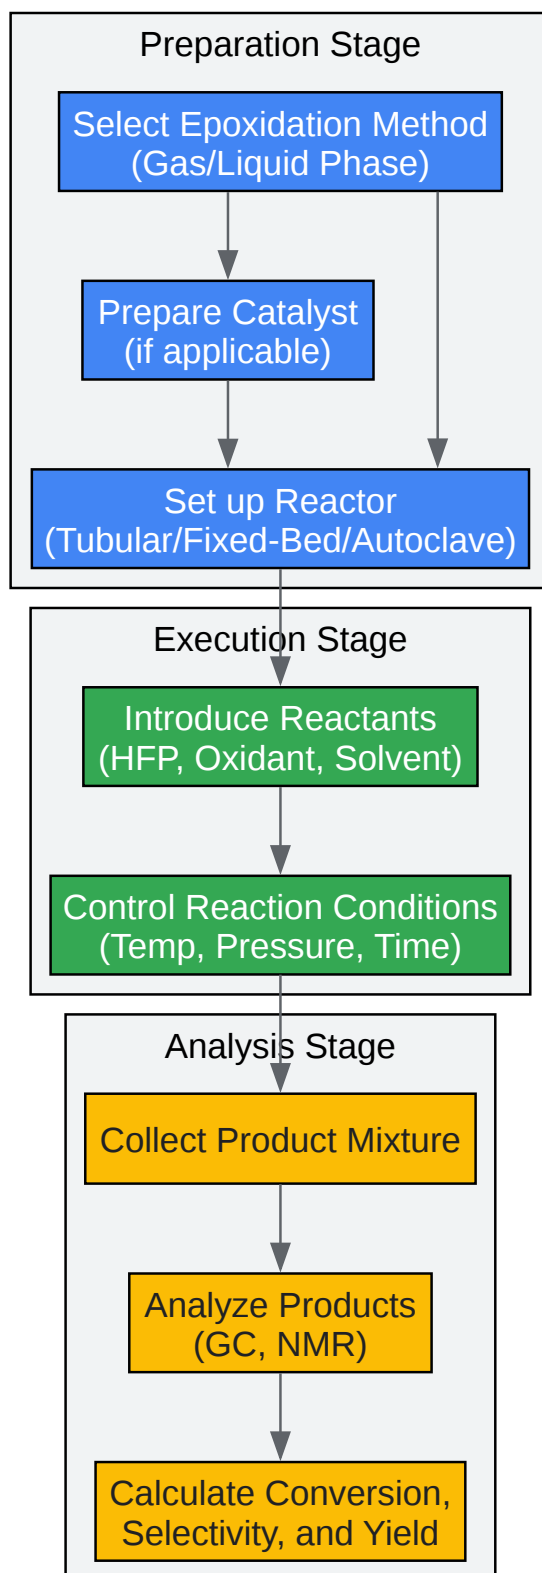 Preparation Stage
Select Epoxidation Method
(Gas/Liquid Phase)
Prepare Catalyst
(if applicable)
Set up Reactor
(Tubular/Fixed-Bed/Autoclave)
Execution Stage
Introduce Reactants
(HFP, Oxidant, Solvent)
Control Reaction Conditions
(Temp, Pressure, Time)
Analysis Stage
Collect Product Mixture
Analyze Products
(GC, NMR)
Calculate Conversion,
Selectivity, and Yield